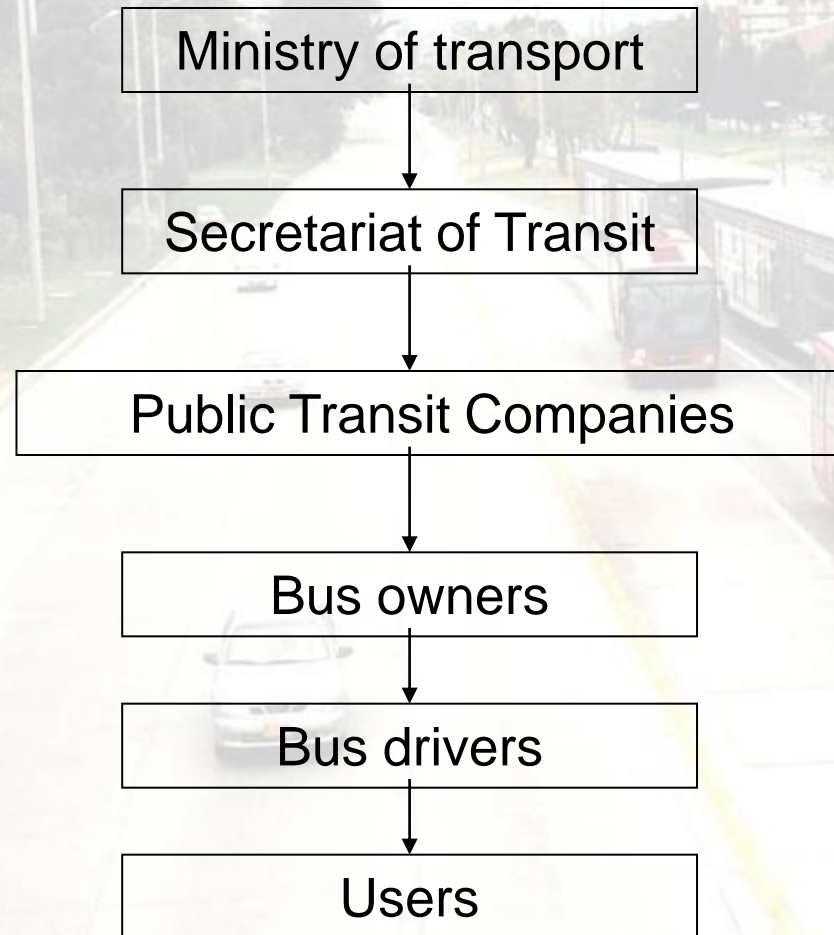 Ministry of transport
Secretariat of Transit
Public Transit Companies
Bus owners
Bus drivers
Users